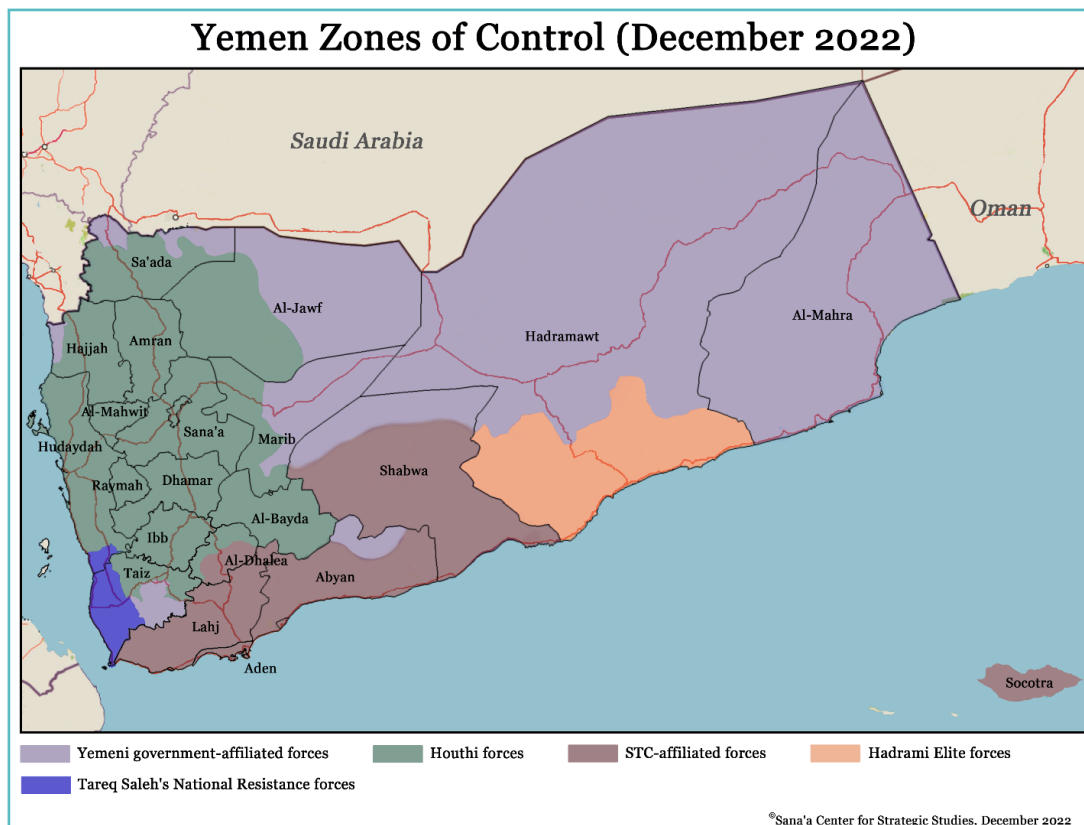 Yemen Zones of Control (December 2022)
Saudi Arabia
Oman
Sa'ada
Al-Jawf
Al-Mahra
Hadramawt
Hajjah
Amran
Al-Mahwit
Sana'a
Hudaydah
Marib
Shabwa
Raymah
Dhamar
Al-Bayda
Ibb
Al-Dhalea
Taiz
Abyan
Lahj
Aden
Socotra
Yemeni government-affiliated forces
Houthi forces
STC-affiliated forces
Hadrami Elite forces
Tareq Saleh's National Resistance forces
©Sana'a Center for Strategic Studies, December 2022